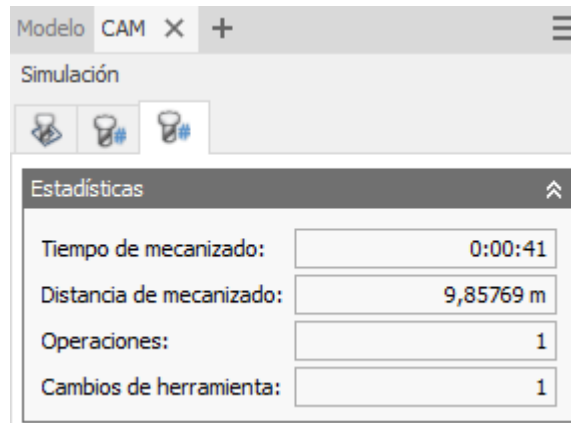 Modelo CAM
Simulación
Estadísticas
Tiempo de mecanizado: 0:00:41
Distancia de mecanizado: 9,85769 m
Operaciones: 1
Cambios de herramienta: 1